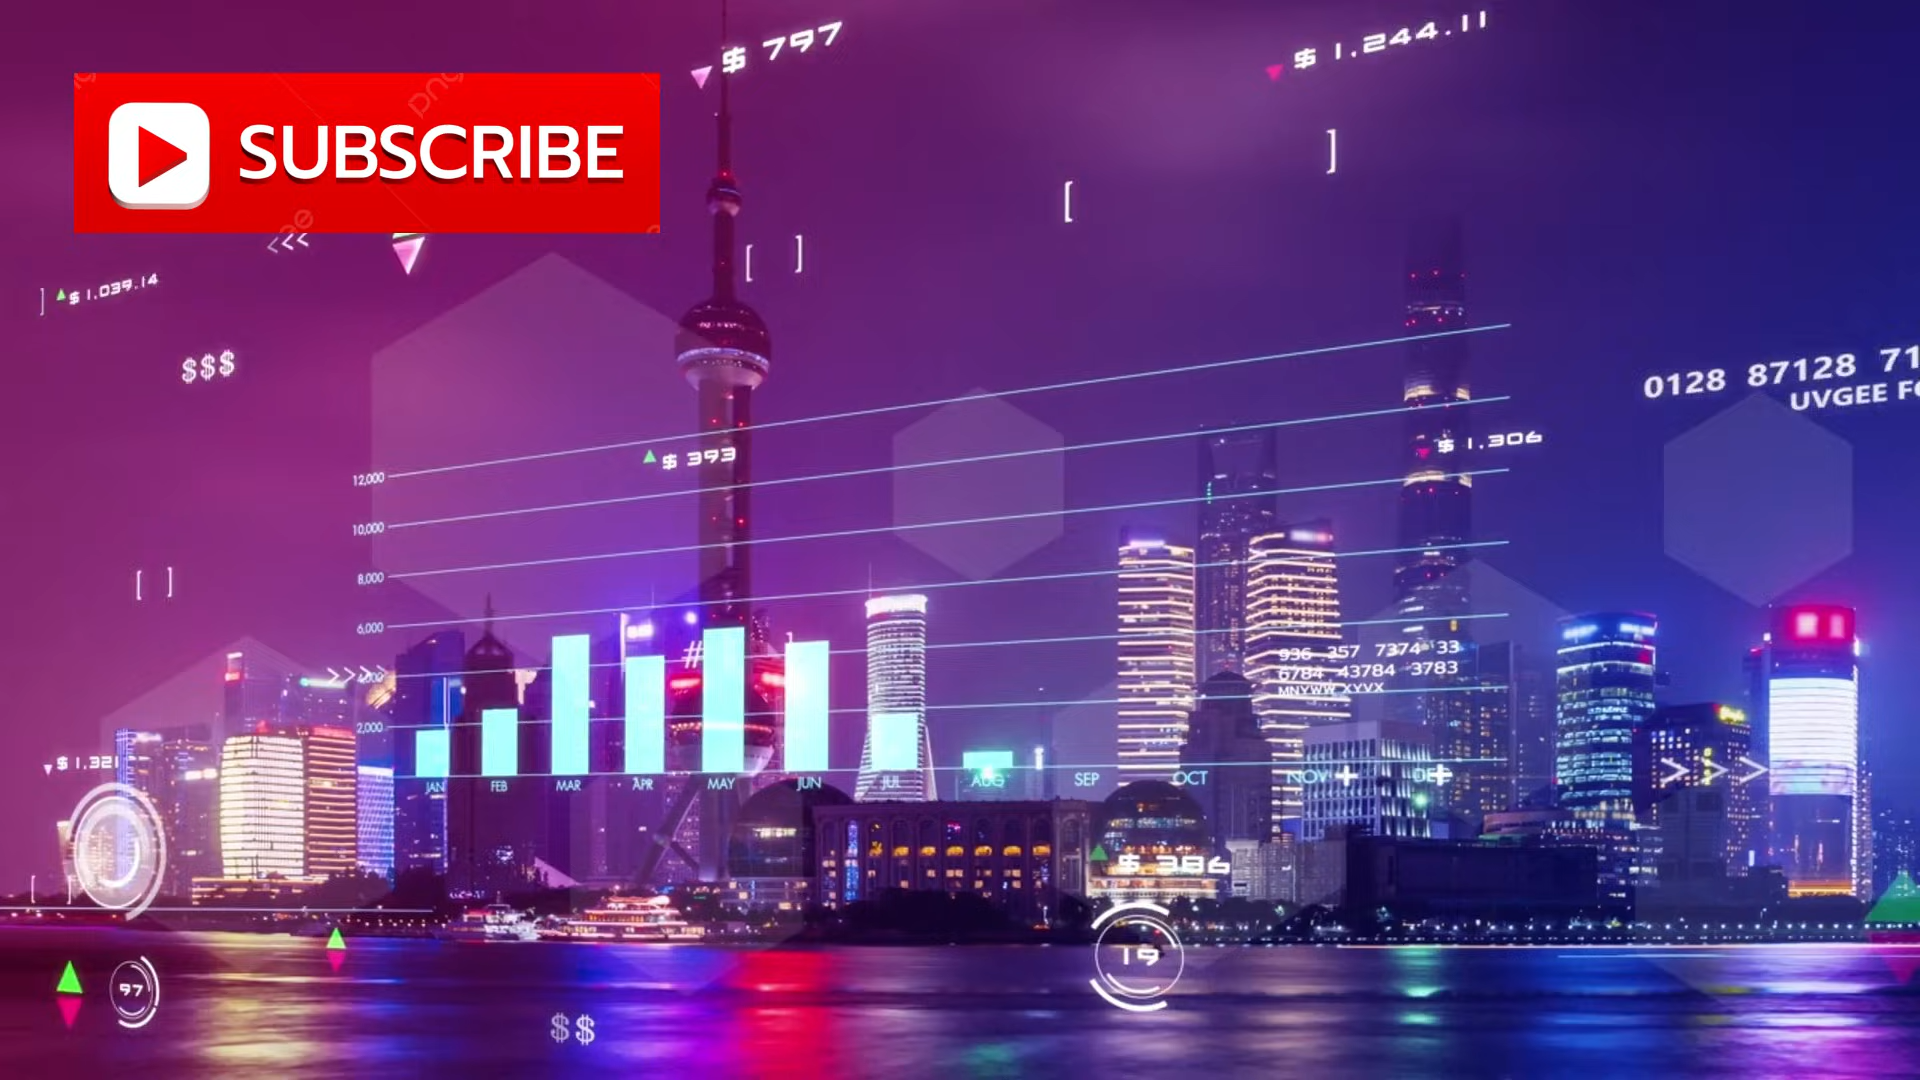 $ 797
$ 1,244.11
SUBSCRIBE
<<<
] $ 1,039.14
$$$
0128 87128 71
UVGEE
$ 1,306
$ 393
12,000
10,000
8,000
6,000
2,000
#
936 357 7374 33
6784 43784 3783
MNYWW XYVX
>>>
$ 1,321
JAN FEB MAR APR MAY JUN JUL AUG SEP OCT NOV
>>>
$ 386
19
97
$$